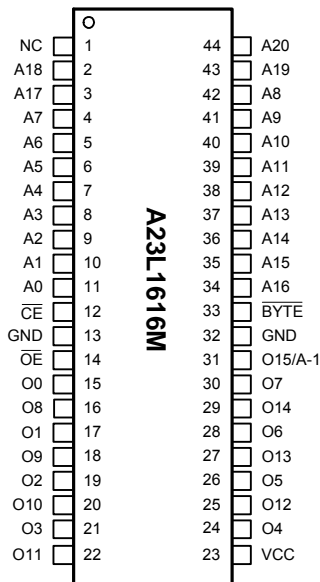 NC 1 44 A20
A18 2 43 A19
A17 3 42 A8
A7 4 41 A9
A6 5 40 A10
A5 6 39 A11
A4 7 38 A12
A3 8 37 A13
A2 9 36 A14
A1 10 35 A15
A0 11 34 A16
CE 12 33 BYTE
GND 13 32 GND
OE 14 31 O15/A-1
O0 15 30 O7
O8 16 29 O14
O1 17 28 O6
O9 18 27 O13
O2 19 26 O5
O10 20 25 O12
O3 21 24 O4
O11 22 23 VCC
A23L1616M